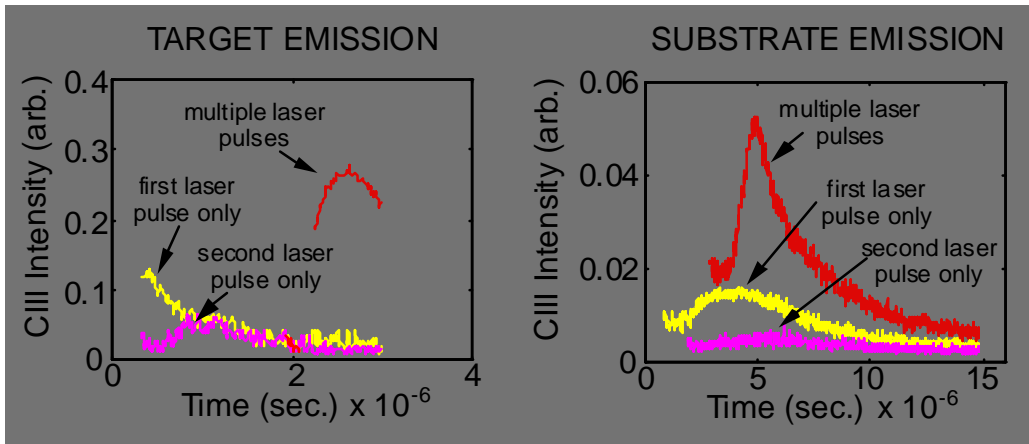 TARGET EMISSION
CIII Intensity (arb.)
0.4
0.3
0.2
0.1
0
multiple laser
pulses
first laser
pulse only
second laser
pulse only
0
2
4
Time (sec.) x 10-6
SUBSTRATE EMISSION
CIII Intensity (arb.)
0.06
0.04
0.02
0
multiple laser
pulses
first laser
pulse only
second laser
pulse only
0
5
10
15
Time (sec.) x 10-6